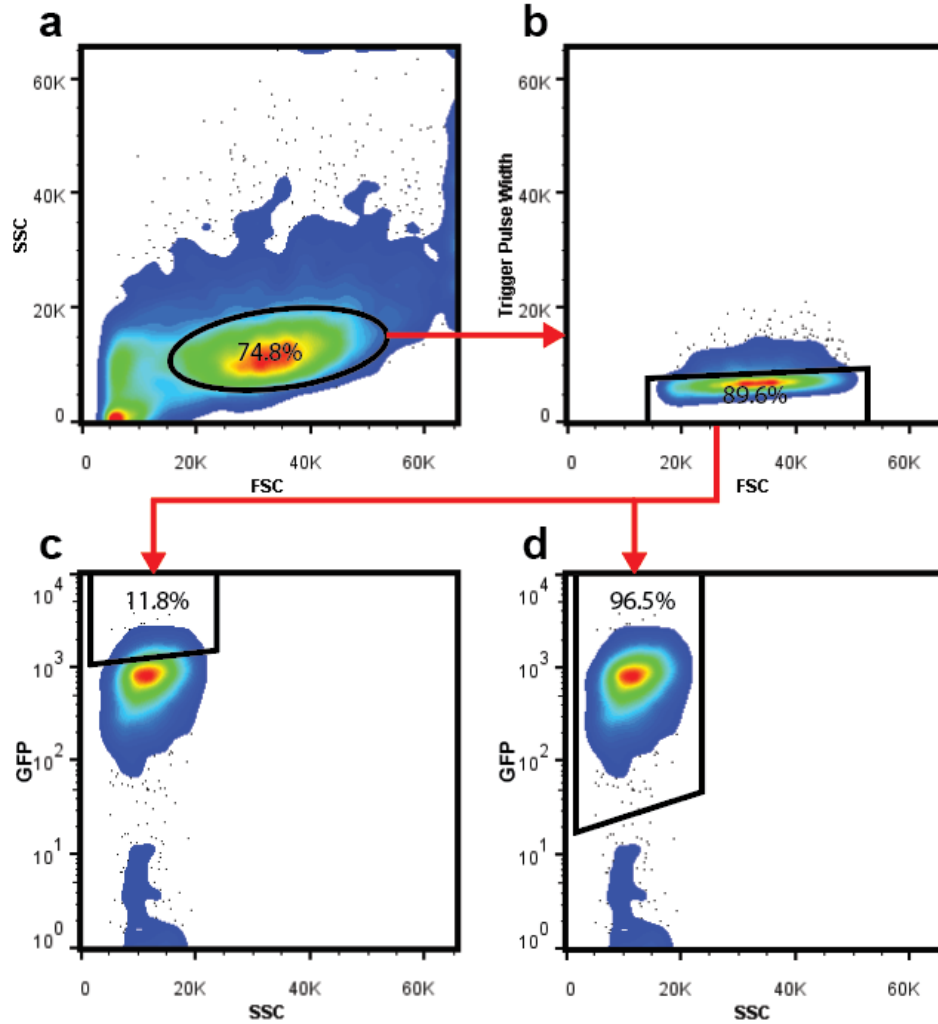 a
60K
40K
20K
0
SSC
74.8%
0 20K 40K 60K
FSC
b
60K
40K
20K
0
Trigger Pulse Width
89.6%
0 20K 40K 60K
FSC
c
10^4
10^3
10^2
10^1
10^0
GFP
11.8%
0 20K 40K 60K
SSC
d
10^4
10^3
10^2
10^1
10^0
GFP
96.5%
0 20K 40K 60K
SSC